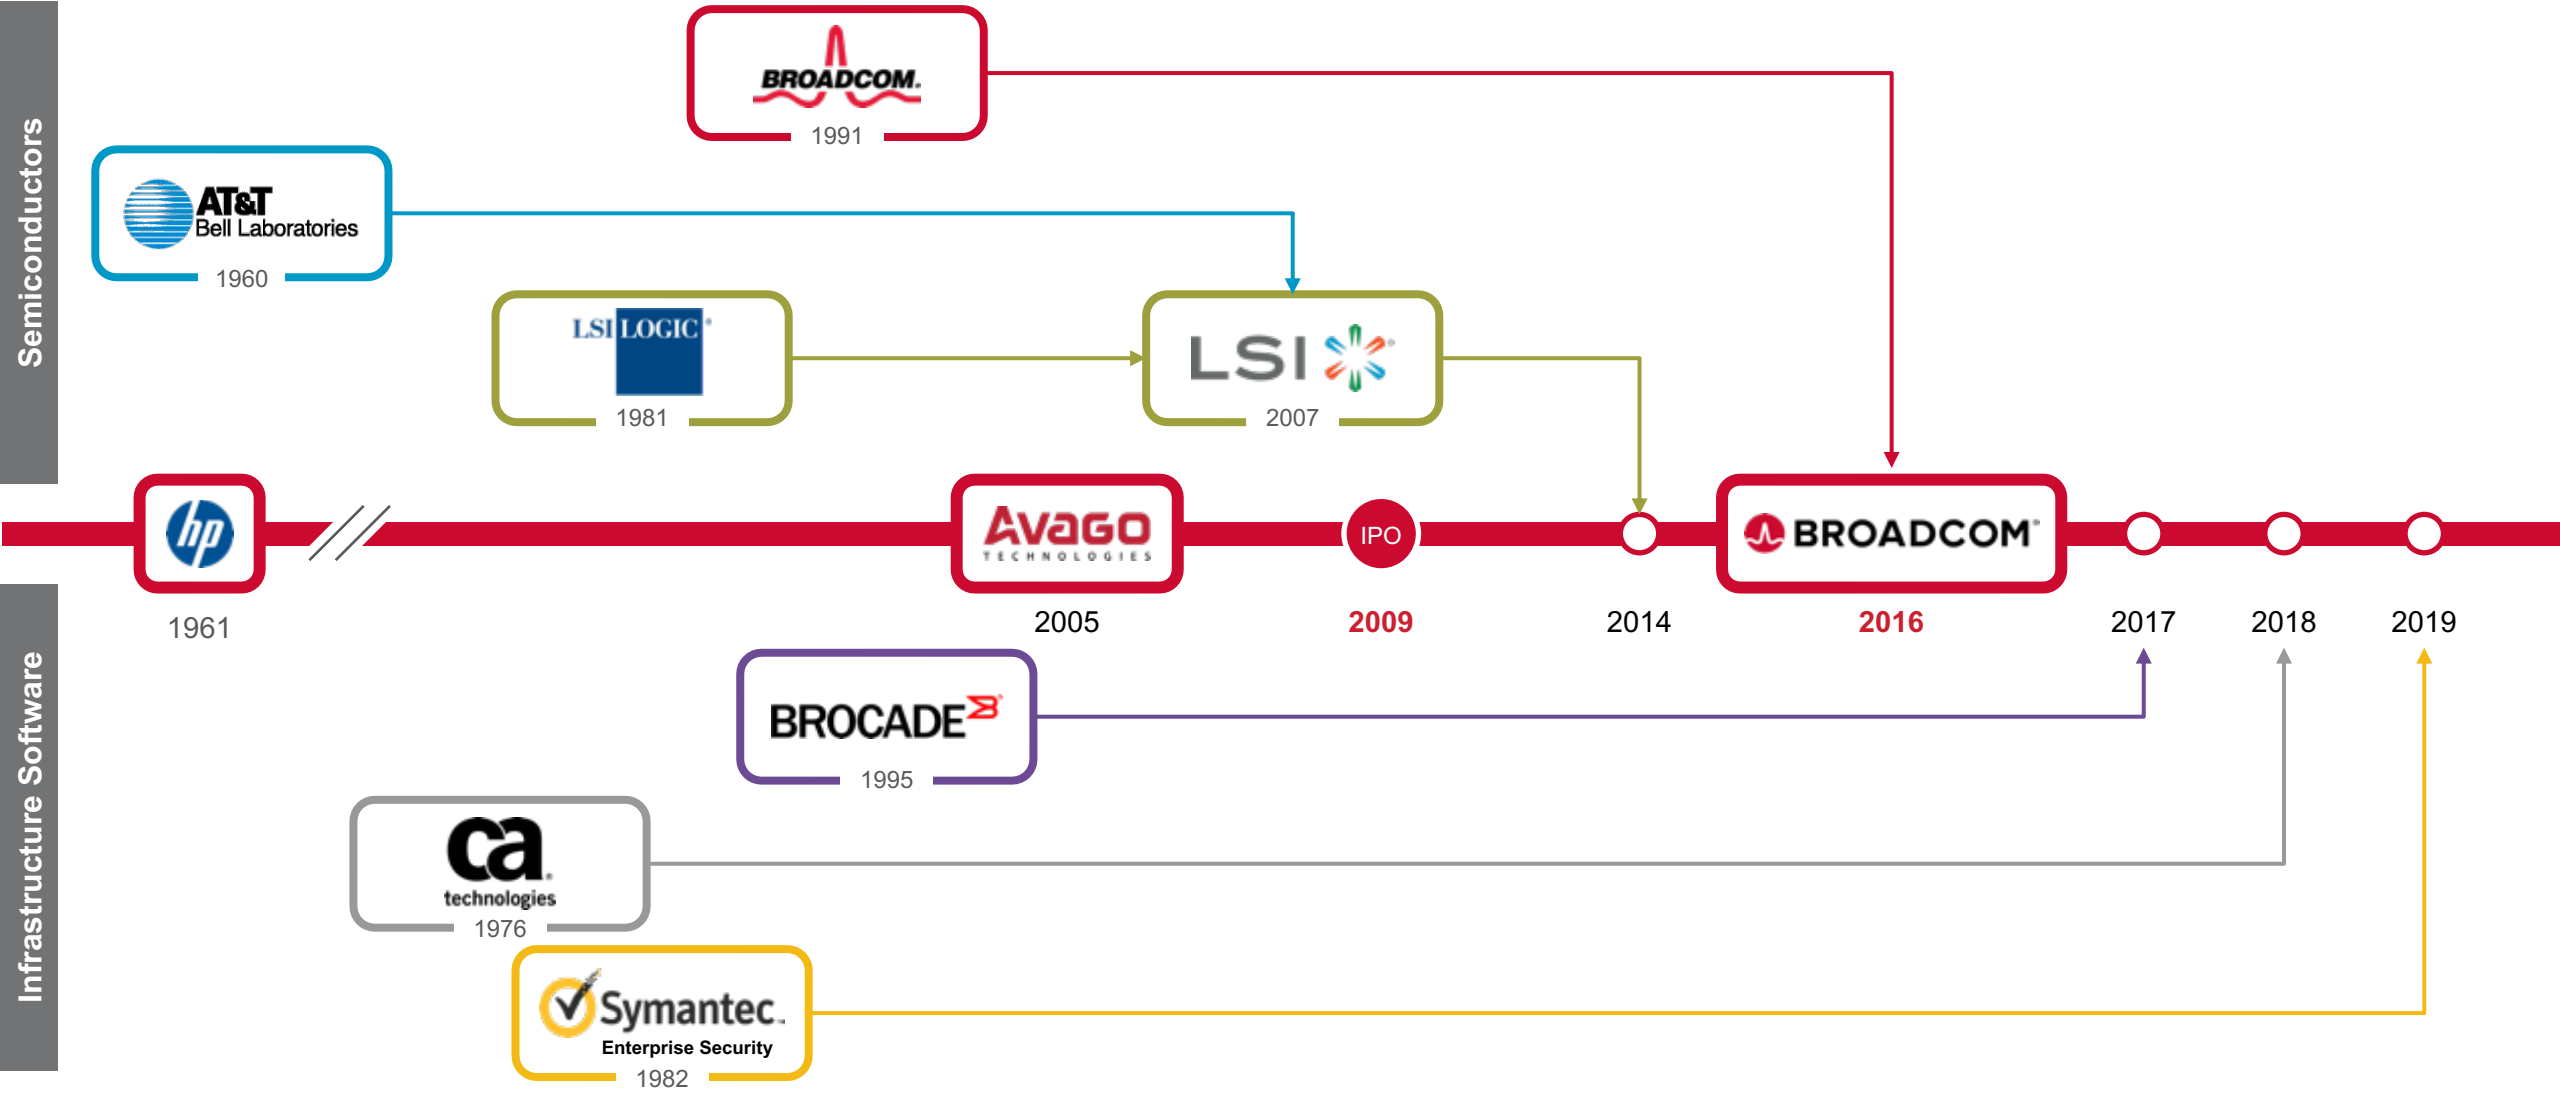 Semiconductors
BROADCOM.
1991
AT&T
Bell Laboratories
1960
LSI LOGIC®
1981
LSI®
2007
hp
1961
AVAGO
TECHNOLOGIES
2005
IPO
2009
2014
BROADCOM®
2016
2017
2018
2019
Infrastructure Software
BROCADE
1995
ca
technologies
1976
Symantec™
Enterprise Security
1982